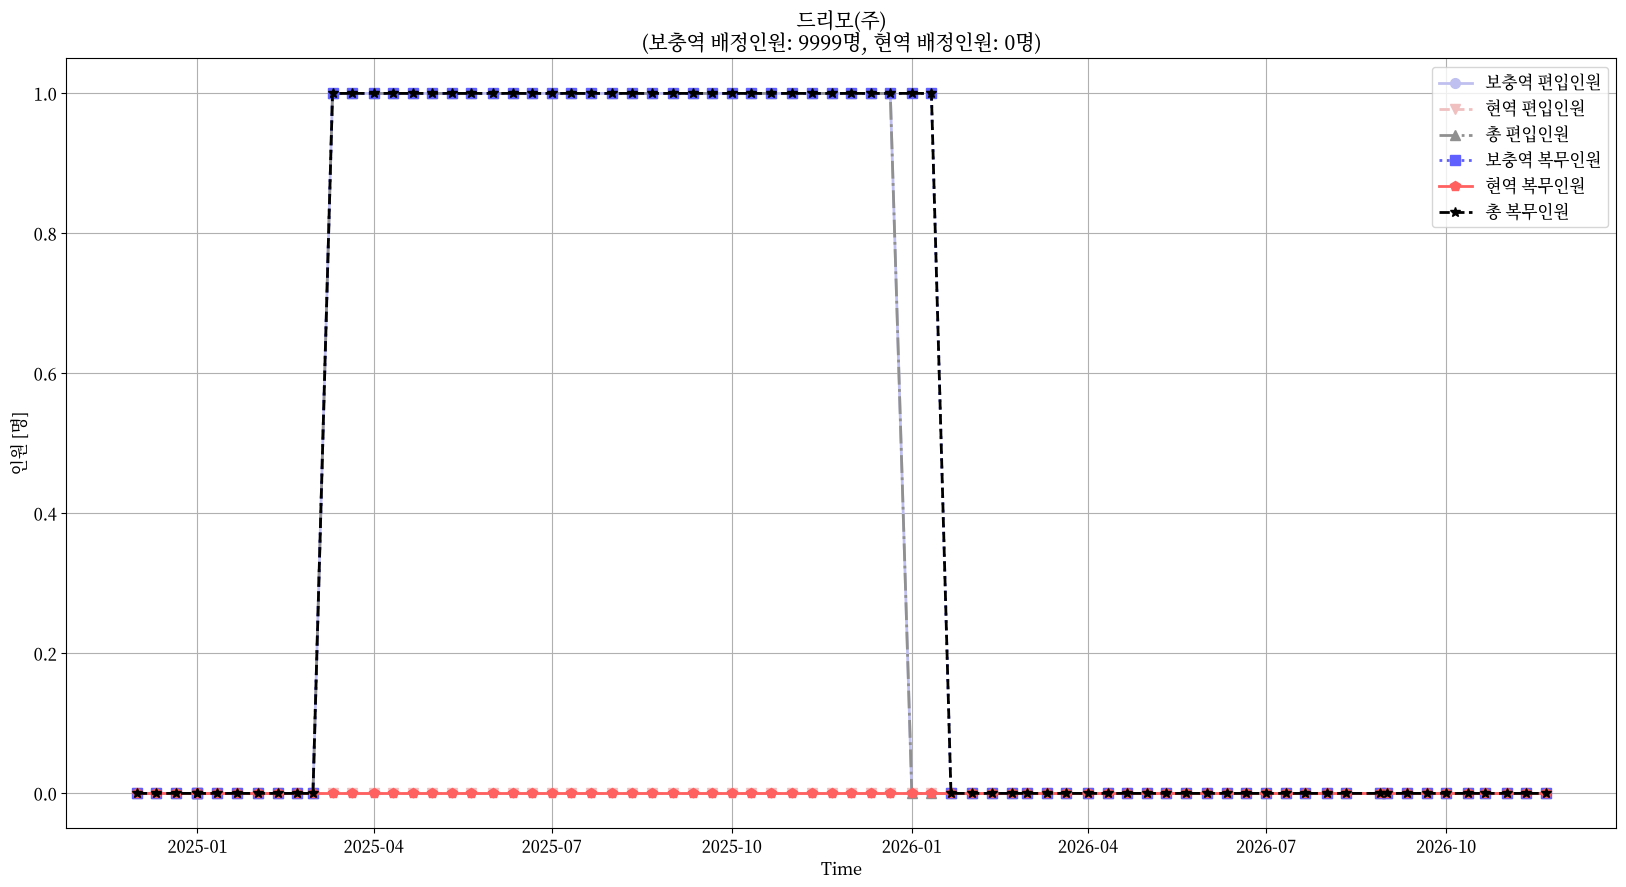 드리모(주)
(보충역 배정인원: 9999명, 현역 배정인원: 0명)
보충역 편입인원
현역 편입인원
총 편입인원
보충역 복무인원
현역 복무인원
총 복무인원
인원 [명]
1.0
0.8
0.6
0.4
0.2
0.0
2025-01
2025-04
2025-07
2025-10
2026-01
2026-04
2026-07
2026-10
Time